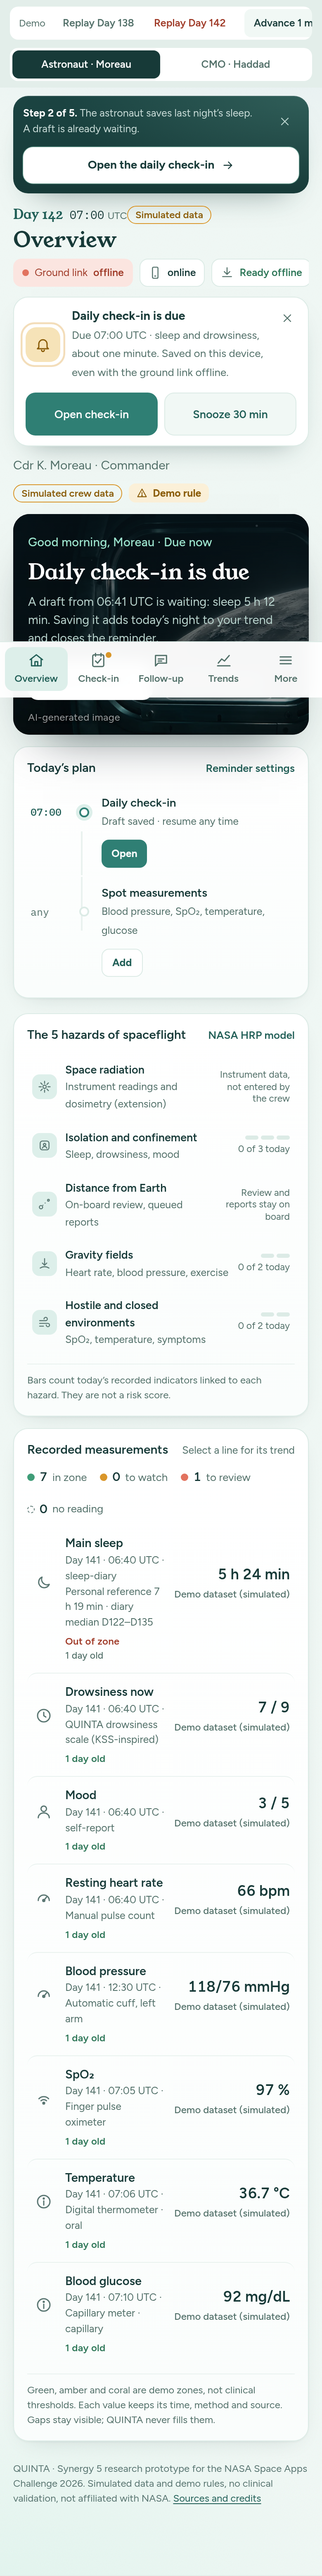 Demo Replay Day 138 Replay Day 142 Advance 1 m
Astronaut · Moreau CMO · Haddad
Step 2 of 5. The astronaut saves last night's sleep.
A draft is already waiting.
Open the daily check-in →
Day 142 07:00 UTC Simulated data
Overview
Ground link offline online Ready offline
Daily check-in is due
Due 07:00 UTC · sleep and drowsiness,
about one minute. Saved on this device,
even with the ground link offline.
Open check-in Snooze 30 min
Cdr K. Moreau · Commander
Simulated crew data Demo rule
Good morning, Moreau · Due now
Daily check-in is due
A draft from 06:41 UTC is waiting: sleep 5 h 12
min. Saving it adds today's night to your trend
and closes the reminder.
Overview Check-in Follow-up Trends More
AI-generated image
Today's plan Reminder settings
07:00 Daily check-in
Draft saved · resume any time
Open
Spot measurements
any Blood pressure, SpO₂, temperature,
glucose
Add
The 5 hazards of spaceflight NASA HRP model
Space radiation
Instrument readings and
dosimetry (extension)
Instrument data,
not entered by
the crew
Isolation and confinement
Sleep, drowsiness, mood
0 of 3 today
Distance from Earth
On-board review, queued
reports
Review and
reports stay on
board
Gravity fields
Heart rate, blood pressure, exercise
0 of 2 today
Hostile and closed
environments
SpO₂, temperature, symptoms
0 of 2 today
Bars count today's recorded indicators linked to each
hazard. They are not a risk score.
Recorded measurements Select a line for its trend
7 in zone 0 to watch 1 to review
0 no reading
Main sleep
Day 141 · 06:40 UTC ·
sleep-diary
Personal reference 7
h 19 min · diary
median D122–D135
Out of zone
1 day old
5 h 24 min
Demo dataset (simulated)
Drowsiness now
Day 141 · 06:40 UTC ·
QUINTA drowsiness
scale (KSS-inspired)
1 day old
7 / 9
Demo dataset (simulated)
Mood
Day 141 · 06:40 UTC ·
self-report
1 day old
3 / 5
Demo dataset (simulated)
Resting heart rate
Day 141 · 06:40 UTC ·
Manual pulse count
1 day old
66 bpm
Demo dataset (simulated)
Blood pressure
Day 141 · 12:30 UTC ·
Automatic cuff, left
arm
1 day old
118/76 mmHg
Demo dataset (simulated)
SpO₂
Day 141 · 07:05 UTC ·
Finger pulse
oximeter
1 day old
97 %
Demo dataset (simulated)
Temperature
Day 141 · 07:06 UTC ·
Digital thermometer ·
oral
1 day old
36.7 °C
Demo dataset (simulated)
Blood glucose
Day 141 · 07:10 UTC ·
Capillary meter ·
capillary
1 day old
92 mg/dL
Demo dataset (simulated)
Green, amber and coral are demo zones, not clinical
thresholds. Each value keeps its time, method and source.
Gaps stay visible; QUINTA never fills them.
QUINTA · Synergy 5 research prototype for the NASA Space Apps
Challenge 2026. Simulated data and demo rules, no clinical
validation, not affiliated with NASA. Sources and credits